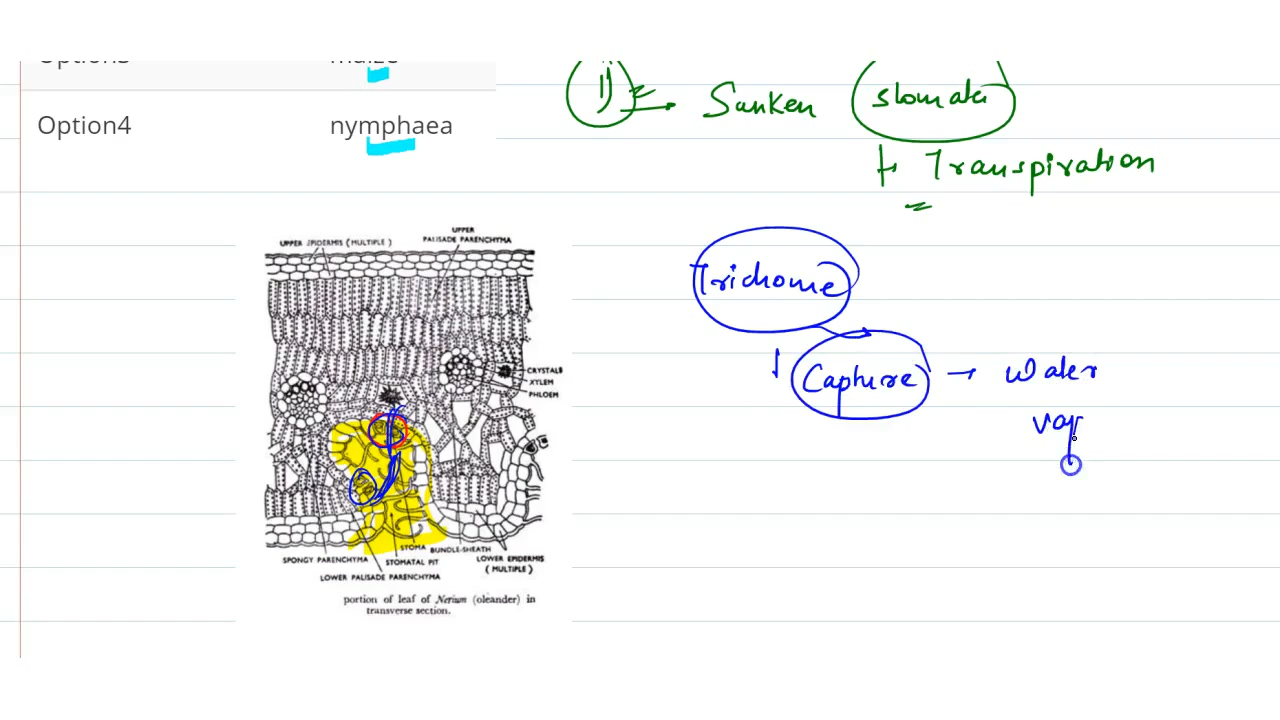 maize
Option4 nymphaea
1) → Sunken stomata
Transpiration
UPPER EPIDERMIS (MULTIPLE)
UPPER
PALISADE PARENCHYMA
Trichome
Capture → Water
Vap
CRYSTALS
XYLEM
PHLOEM
STOMA BUNDLE-SHEATH
SPONGY PARENCHYMA STOMATAL PIT LOWER EPIDERMIS
(MULTIPLE)
LOWER PALISADE PARENCHYMA
portion of leaf of Nerium (oleander) in
transverse section.